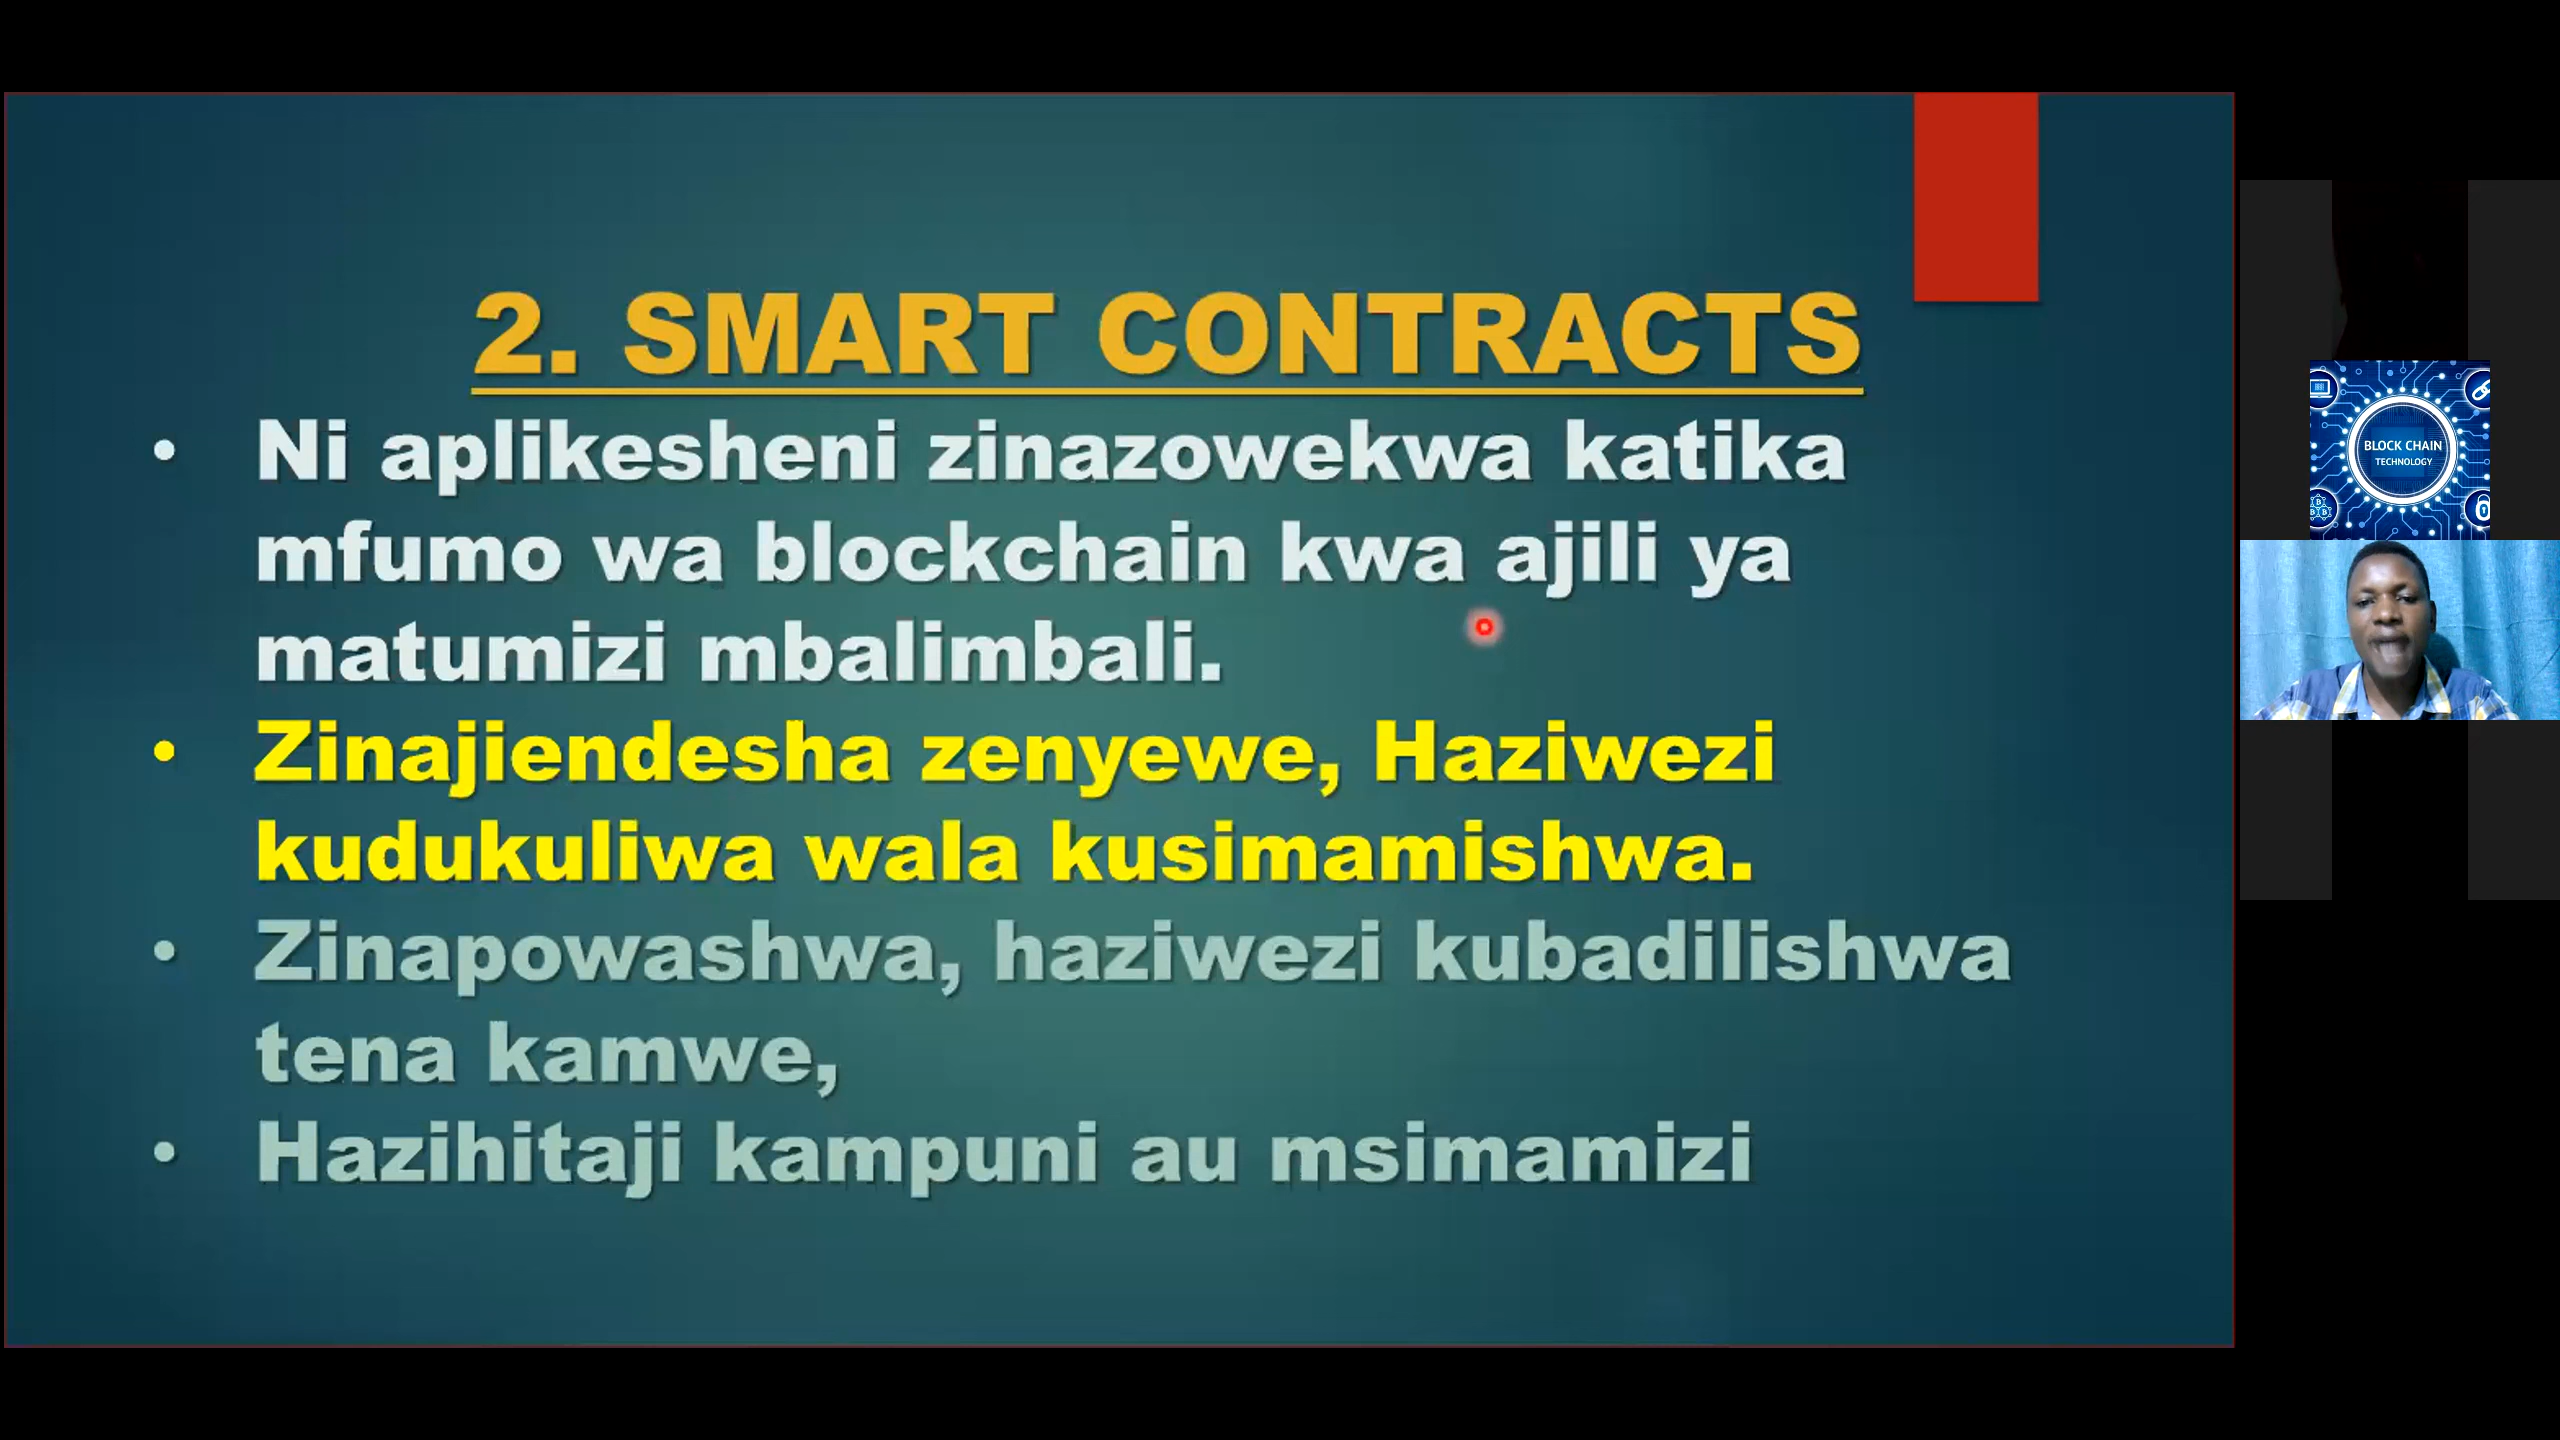 2. SMART CONTRACTS
• Ni aplikesheni zinazowekwa katika
mfumo wa blockchain kwa ajili ya
matumizi mbalimbali.
• Zinajiendesha zenyewe, Haziwezi
kudukuliwa wala kusimamishwa.
• Zinapowashwa, haziwezi kubadilishwa
tena kamwe,
• Hazihitaji kampuni au msimamizi
BLOCK CHAIN
TECHNOLOGY